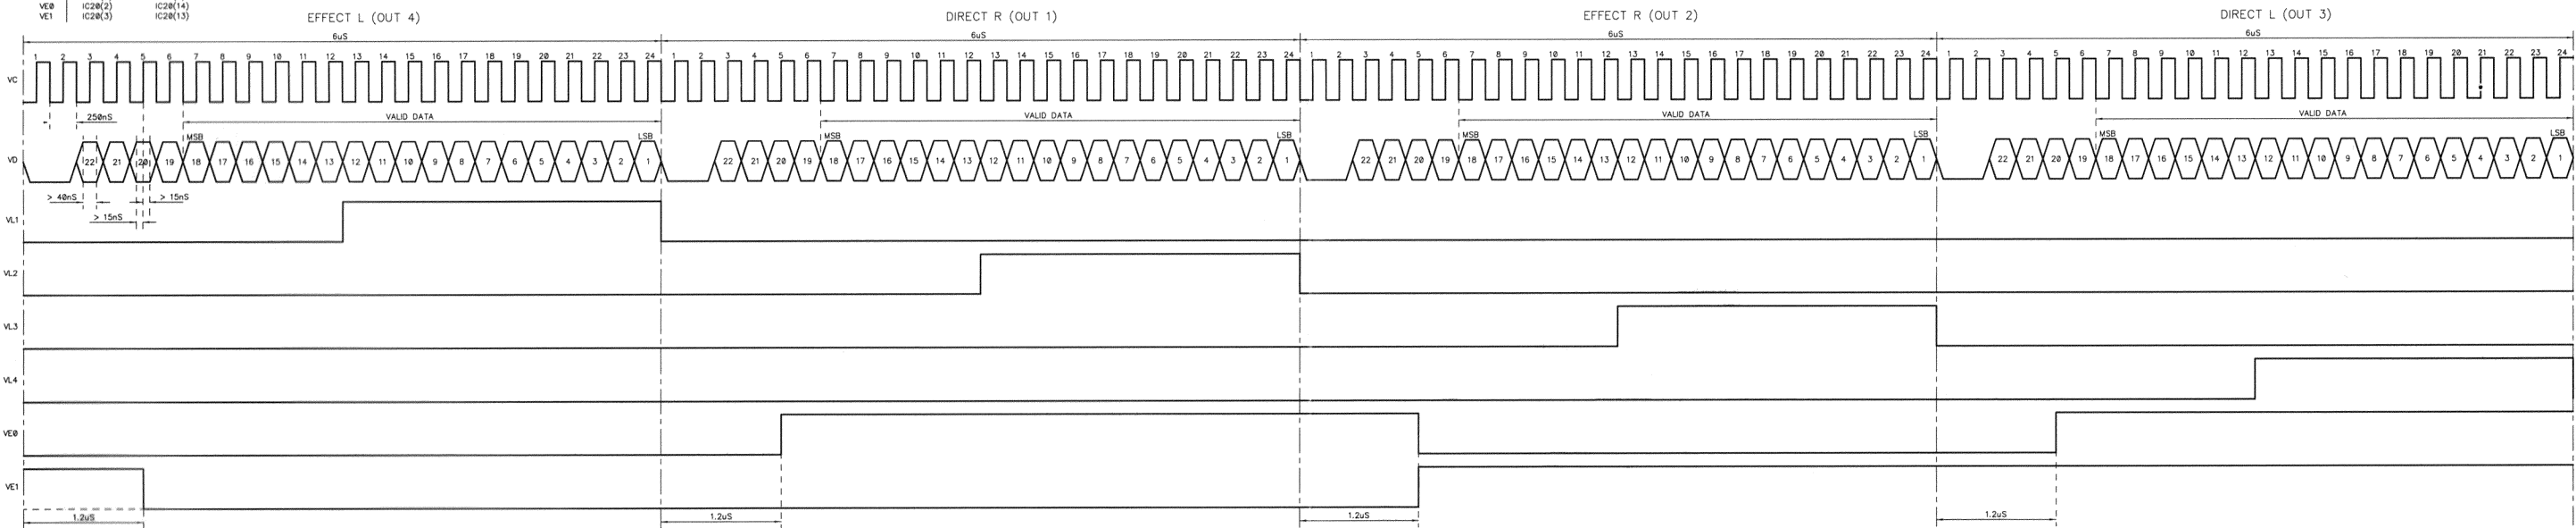 VE0 IC20(2) IC20(14)
VE1 IC20(3) IC20(13)
EFFECT L (OUT 4) DIRECT R (OUT 1) EFFECT R (OUT 2) DIRECT L (OUT 3)
6uS 6uS 6uS 6uS
1 2 3 4 5 6 7 8 9 10 11 12 13 14 15 16 17 18 19 20 21 22 23 24 1 2 3 4 5 6 7 8 9 10 11 12 13 14 15 16 17 18 19 20 21 22 23 24 1 2 3 4 5 6 7 8 9 10 11 12 13 14 15 16 17 18 19 20 21 22 23 24 1 2 3 4 5 6 7 8 9 10 11 12 13 14 15 16 17 18 19 20 21 22 23 24
VC
250nS VALID DATA VALID DATA VALID DATA VALID DATA
MSB LSB MSB LSB MSB LSB MSB LSB
VD 22 21 20 19 18 17 16 15 14 13 12 11 10 9 8 7 6 5 4 3 2 1 22 21 20 19 18 17 16 15 14 13 12 11 10 9 8 7 6 5 4 3 2 1 22 21 20 19 18 17 16 15 14 13 12 11 10 9 8 7 6 5 4 3 2 1 22 21 20 19 18 17 16 15 14 13 12 11 10 9 8 7 6 5 4 3 2 1
> 40nS > 15nS
> 15nS
VL1
VL2
VL3
VL4
VE0
VE1
1.2uS 1.2uS 1.2uS 1.2uS